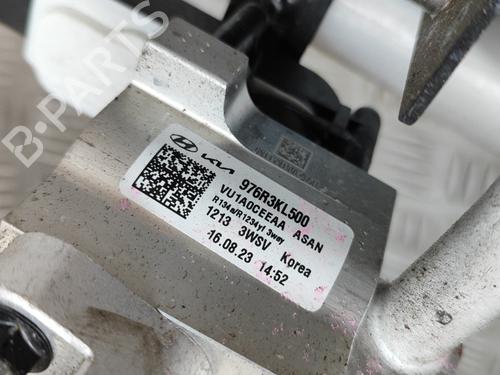 976R3KL500
VU1A0CEEAA ASAN
R134a/R1234yf 3way
1213 3WSV Korea
16.08.23 14:52
B-PARTS